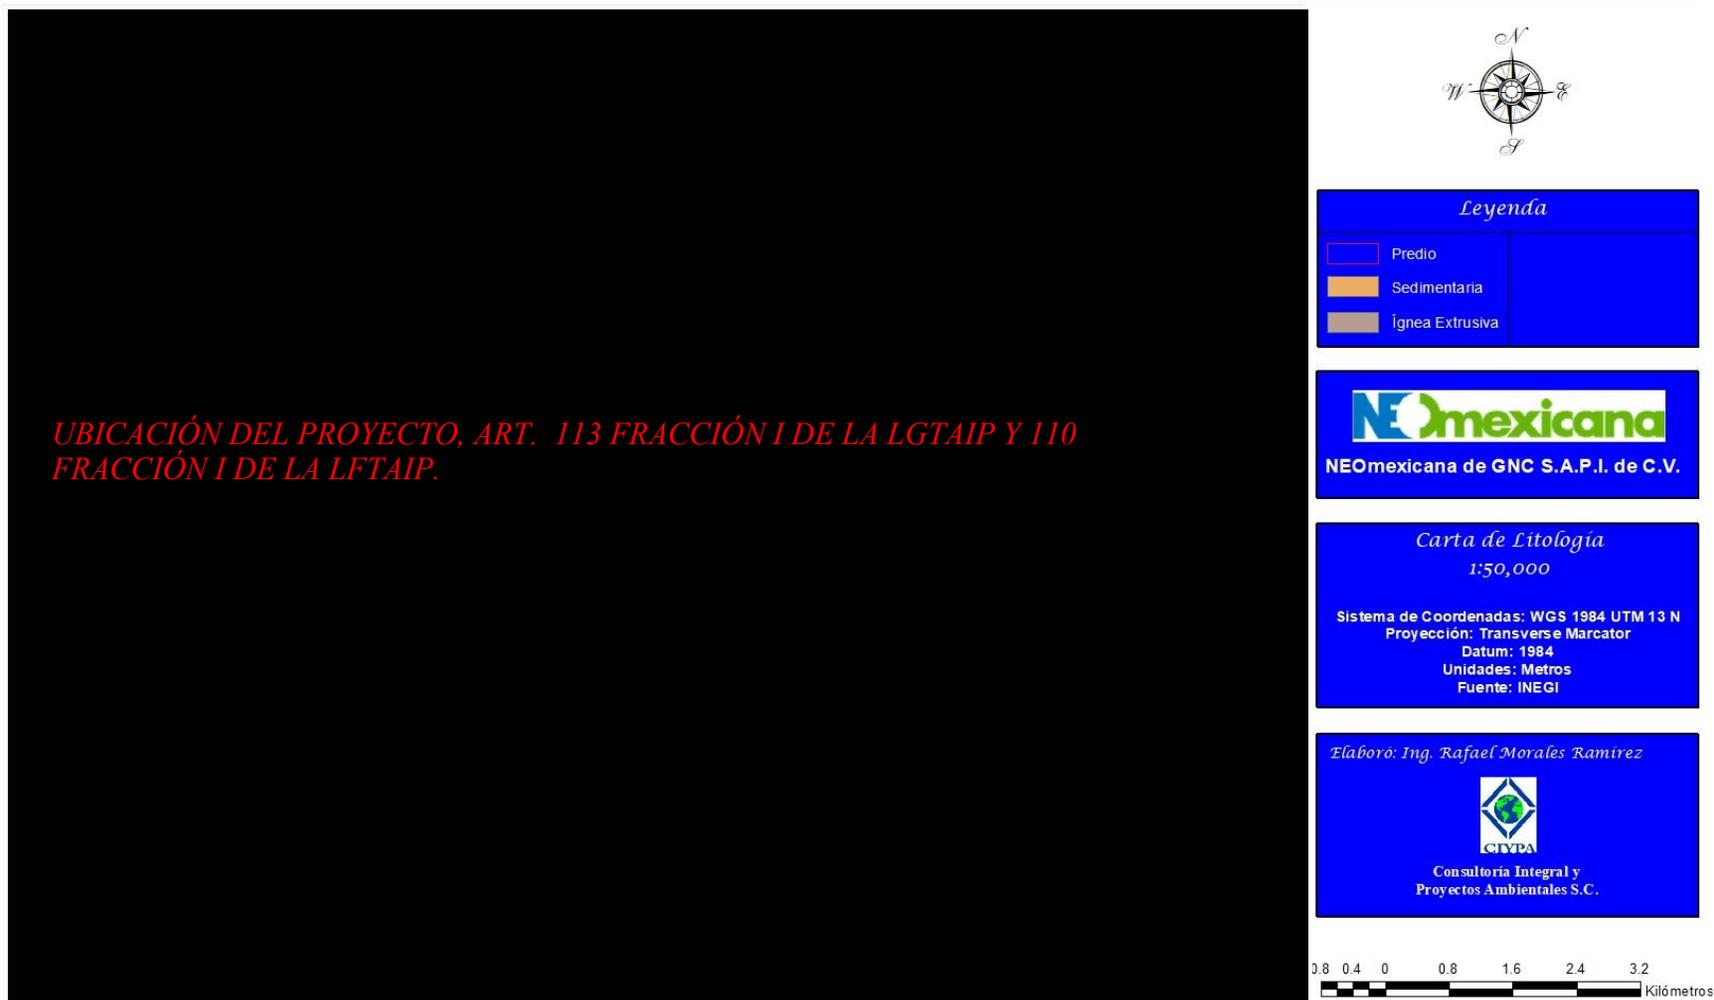 N
W E
S
Leyenda
Predio
Sedimentaria
Ígnea Extrusiva
UBICACIÓN DEL PROYECTO, ART. 113 FRACCIÓN I DE LA LGTAIP Y 110
FRACCIÓN I DE LA LFTAIP.
NEOmexicana
NEOmexicana de GNC S.A.P.I. de C.V.
Carta de Litología
1:50,000
Sistema de Coordenadas: WGS 1984 UTM 13 N
Proyección: Transverse Marcator
Datum: 1984
Unidades: Metros
Fuente: INEGI
Elaboró: Ing. Rafael Morales Ramírez
CIYPA
Consultoría Integral y
Proyectos Ambientales S.C.
0.8 0.4 0 0.8 1.6 2.4 3.2
Kilómetros